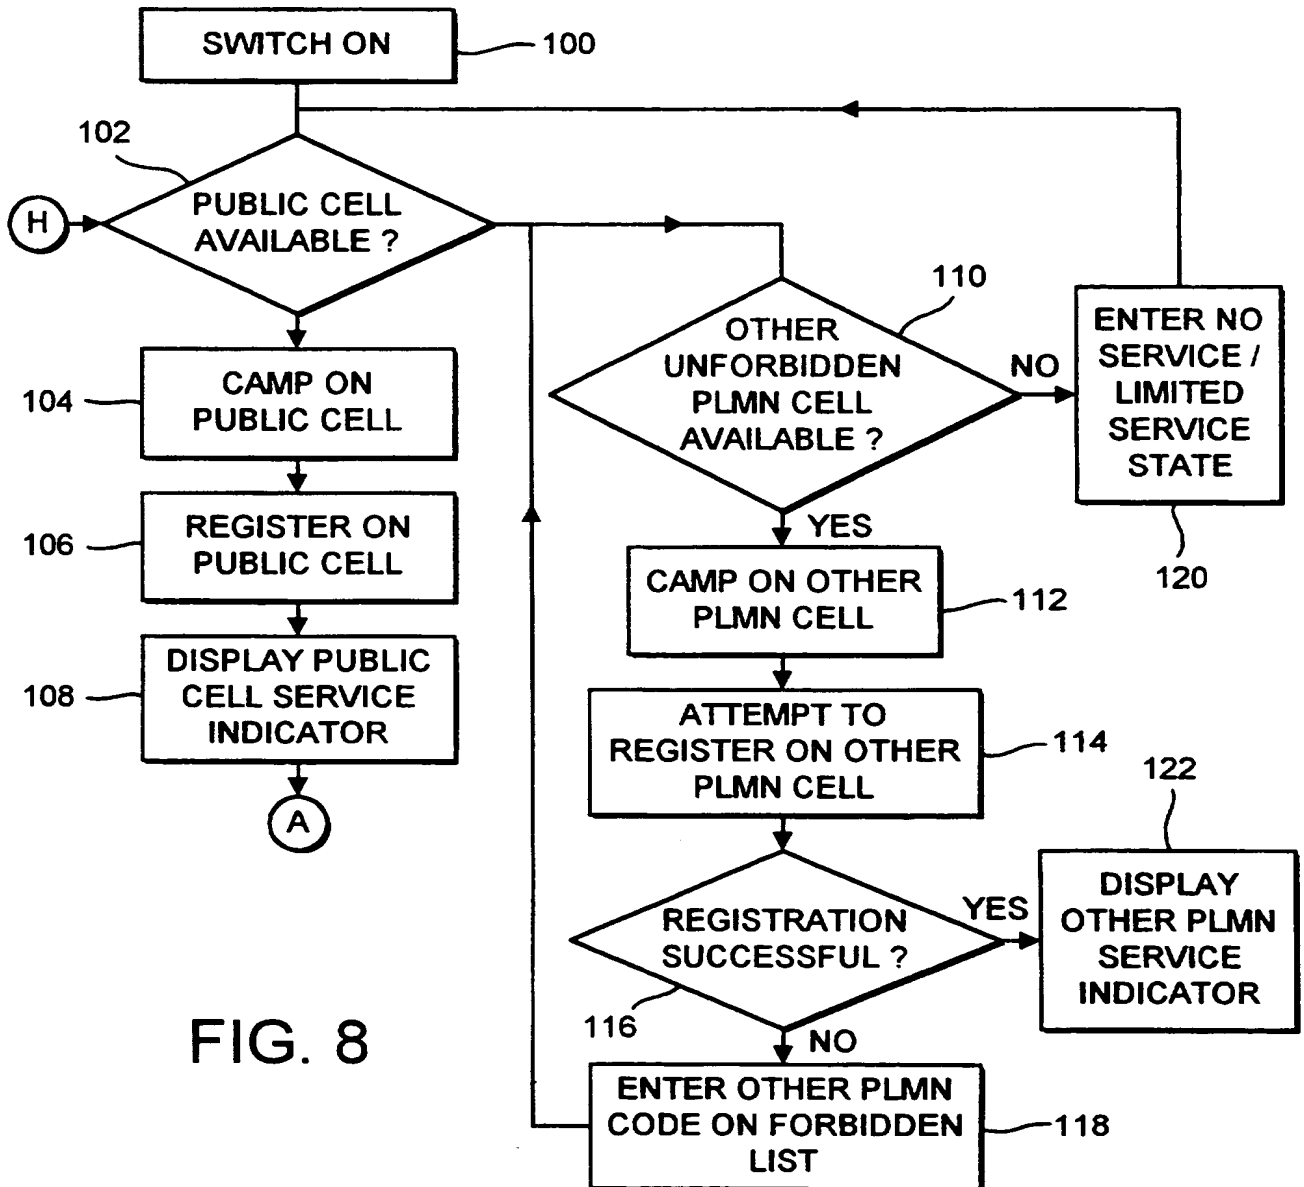 SWITCH ON
100
102
H
PUBLIC CELL
AVAILABLE ?
104
CAMP ON
PUBLIC CELL
106
REGISTER ON
PUBLIC CELL
108
DISPLAY PUBLIC
CELL SERVICE
INDICATOR
A
110
OTHER
UNFORBIDDEN
PLMN CELL
AVAILABLE ?
NO
ENTER NO
SERVICE /
LIMITED
SERVICE
STATE
120
YES
CAMP ON OTHER
PLMN CELL
112
ATTEMPT TO
REGISTER ON OTHER
PLMN CELL
114
REGISTRATION
SUCCESSFUL ?
116
YES
122
DISPLAY
OTHER PLMN
SERVICE
INDICATOR
NO
ENTER OTHER PLMN
CODE ON FORBIDDEN
LIST
118
FIG. 8